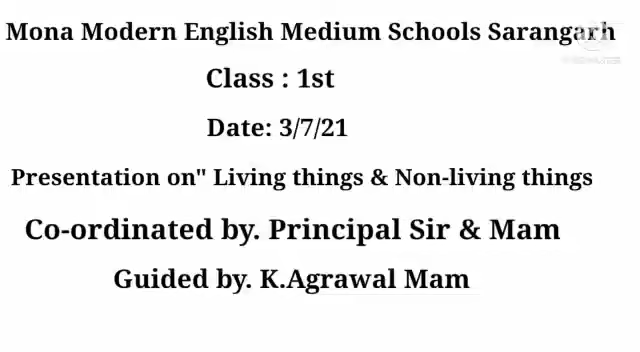 Mona Modern English Medium Schools Sarangarh
Class : 1st
Date: 3/7/21
Presentation on" Living things & Non-living things
Co-ordinated by. Principal Sir & Mam
Guided by. K.Agrawal Mam